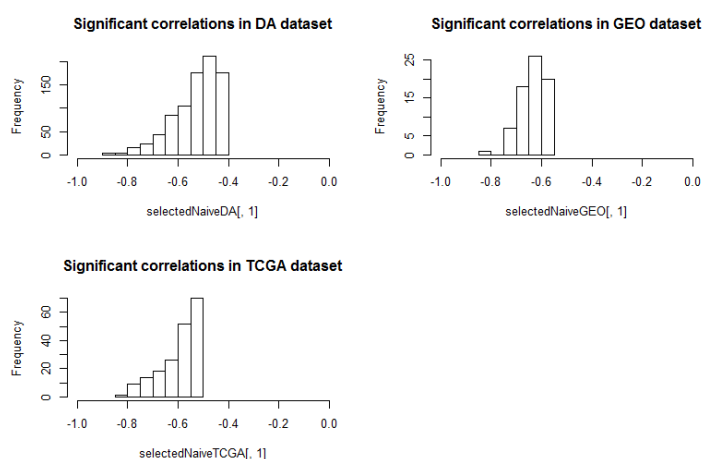 Significant correlations in DA dataset
Frequency
0 50 150
-1.0 -0.8 -0.6 -0.4 -0.2 0.0
selectedNaiveDA[, 1]
Significant correlations in GEO dataset
Frequency
0 5 15 25
-1.0 -0.8 -0.6 -0.4 -0.2 0.0
selectedNaiveGEO[, 1]
Significant correlations in TCGA dataset
Frequency
0 20 40 60
-1.0 -0.8 -0.6 -0.4 -0.2 0.0
selectedNaiveTCGA[, 1]